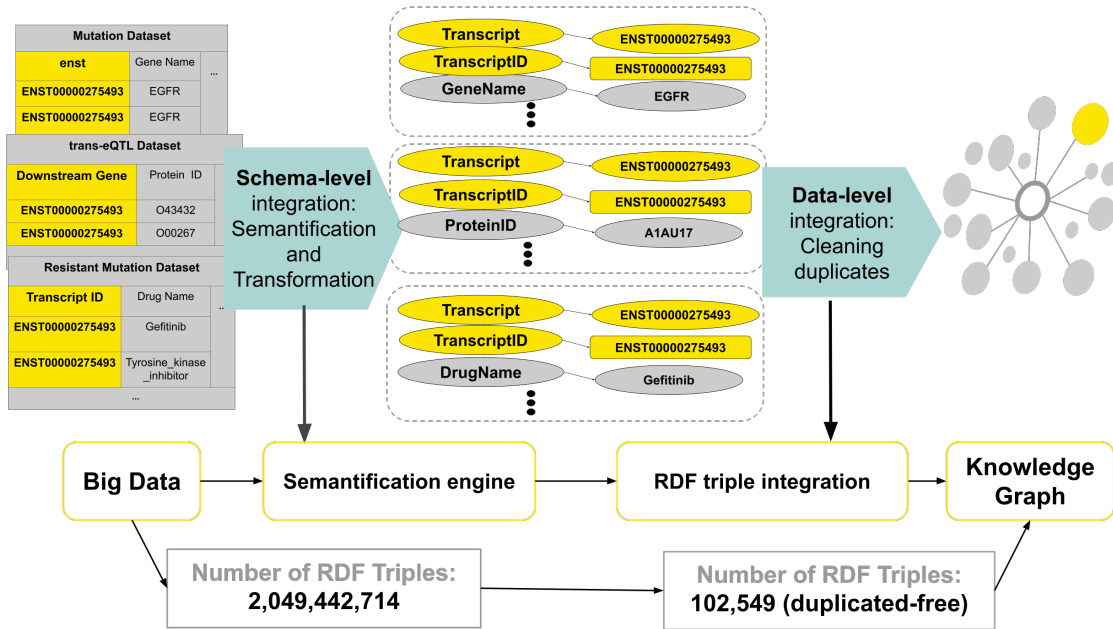 Mutation Dataset
enst Gene Name ...
ENST00000275493 EGFR
ENST00000275493 EGFR
trans-eQTL Dataset
Downstream Gene Protein ID
ENST00000275493 O43432
ENST00000275493 O00267
Resistant Mutation Dataset
Transcript ID Drug Name ..
ENST00000275493 Gefitinib
ENST00000275493 Tyrosine_kinase
_inhibitor
...
Schema-level
integration:
Semantification
and
Transformation
Transcript ENST00000275493
TranscriptID ENST00000275493
GeneName EGFR
Transcript ENST00000275493
TranscriptID ENST00000275493
ProteinID A1AU17
Transcript ENST00000275493
TranscriptID ENST00000275493
DrugName Gefitinib
Data-level
integration:
Cleaning
duplicates
Big Data
Semantification engine
RDF triple integration
Knowledge
Graph
Number of RDF Triples:
2,049,442,714
Number of RDF Triples:
102,549 (duplicated-free)